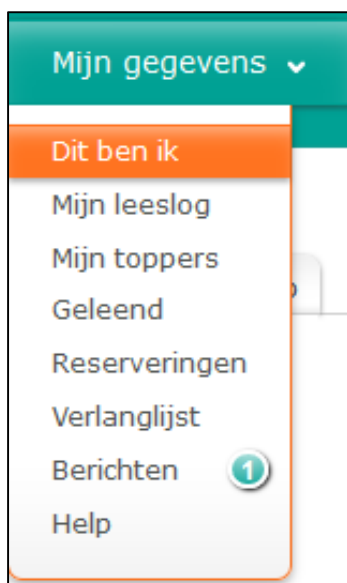 Mijn gegevens
Dit ben ik
Mijn leeslog
Mijn toppers
Geleend
Reserveringen
Verlanglijst
Berichten 1
Help